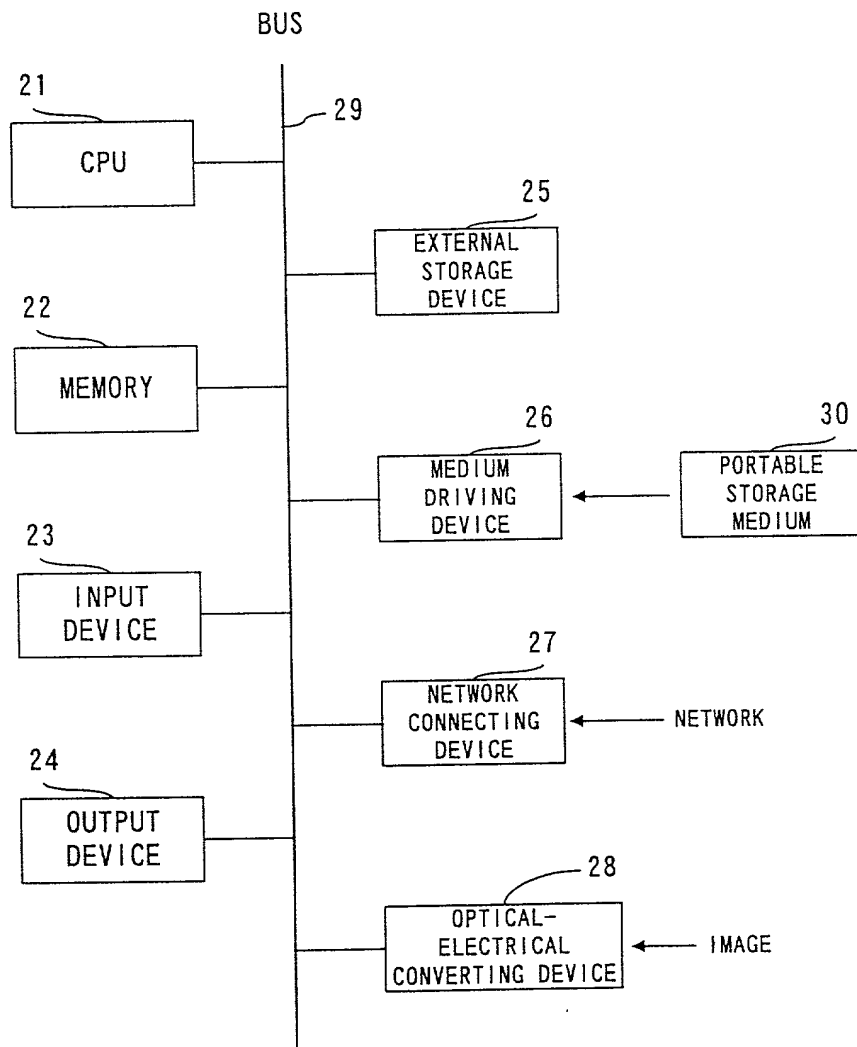 BUS
21
29
CPU
25
EXTERNAL
STORAGE
DEVICE
22
MEMORY
26
30
MEDIUM
DRIVING
DEVICE
PORTABLE
STORAGE
MEDIUM
23
INPUT
DEVICE
27
NETWORK
CONNECTING
DEVICE
NETWORK
24
OUTPUT
DEVICE
28
OPTICAL-
ELECTRICAL
CONVERTING DEVICE
IMAGE